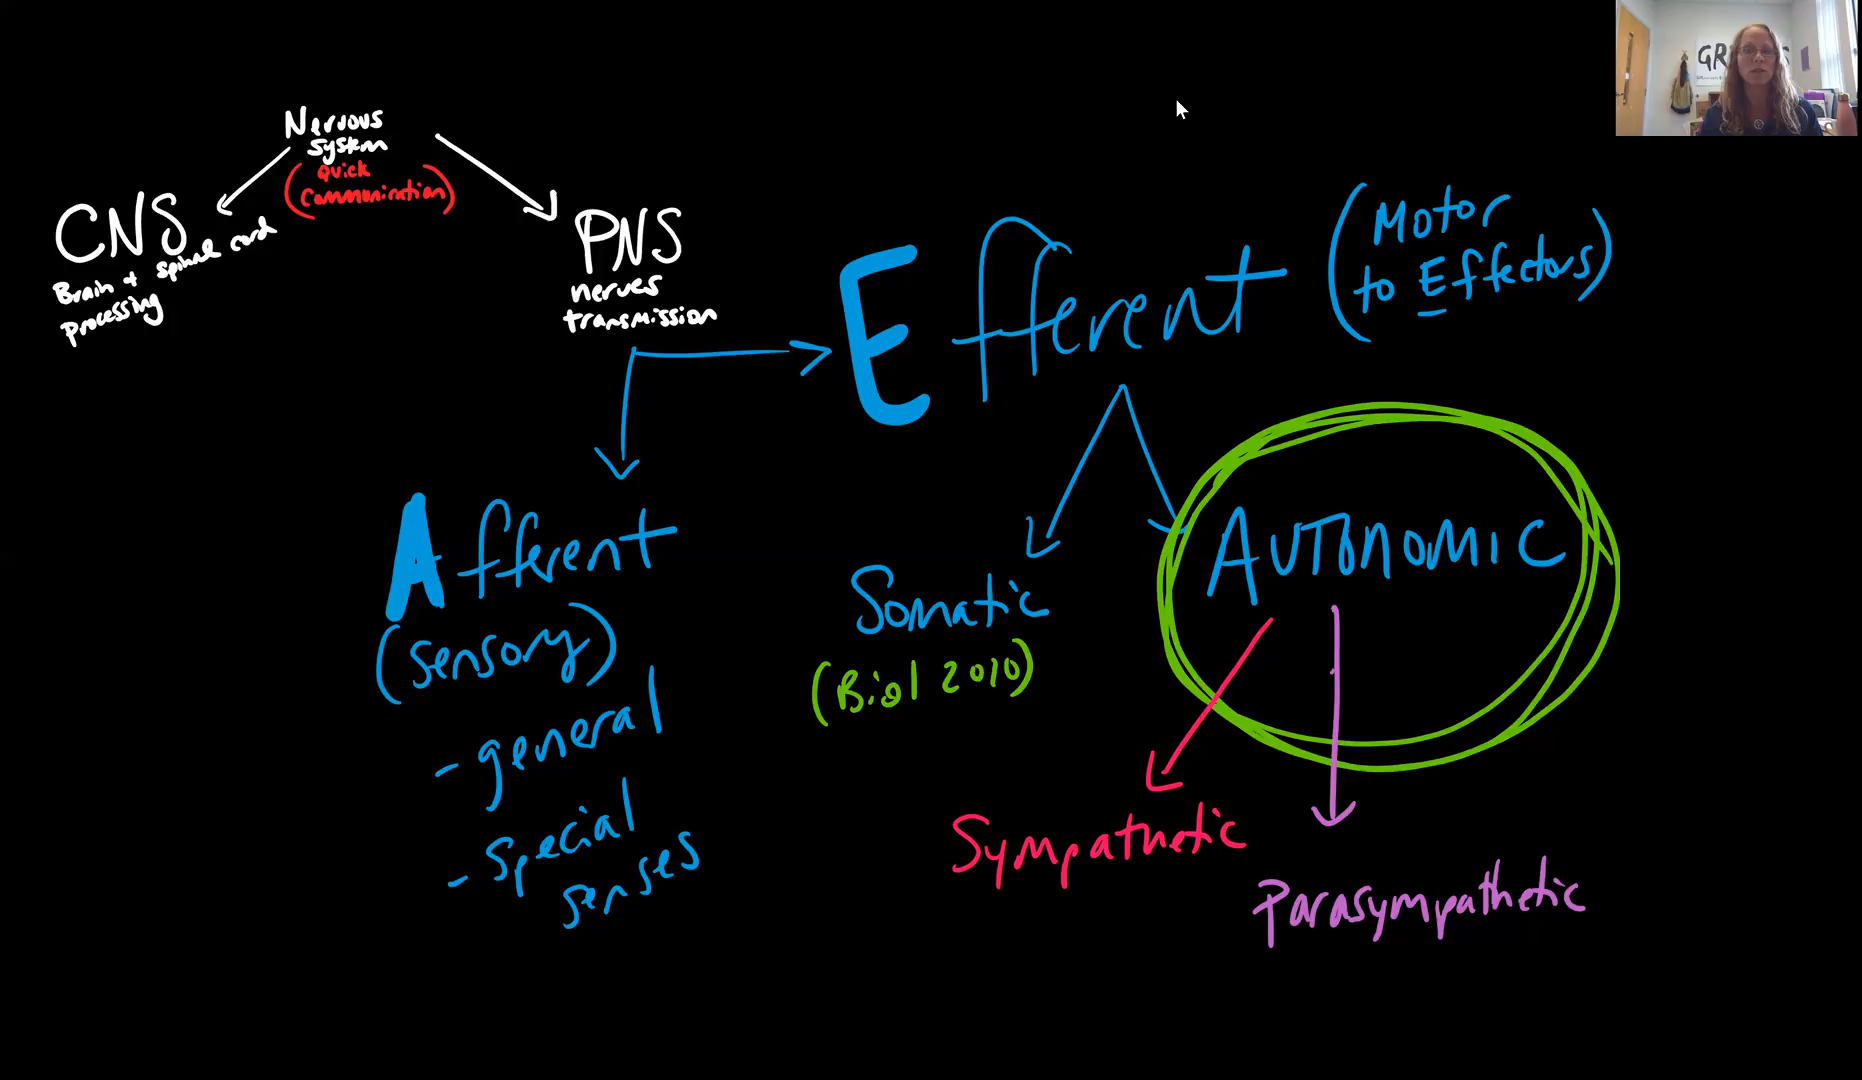 Nervous
system
(Quick
Communication)
CNS
Brain + spinal cord
Processing
PNS
nerves
transmission
Efferent
(Motor
to Effectors)
Afferent
(sensory)
- general
- special
senses
Somatic
(Biol 2010)
AUTONOMIC
Sympathetic
Parasympathetic